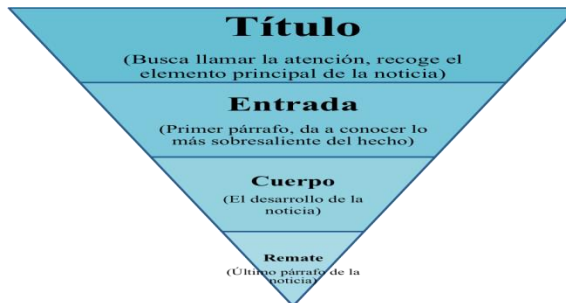 Título
(Busca llamar la atención, recoge el
elemento principal de la noticia)
Entrada
(Primer párrafo, da a conocer lo
más sobresaliente del hecho)
Cuerpo
(El desarrollo de la
noticia)
Remate
(Último párrafo de la
noticia)